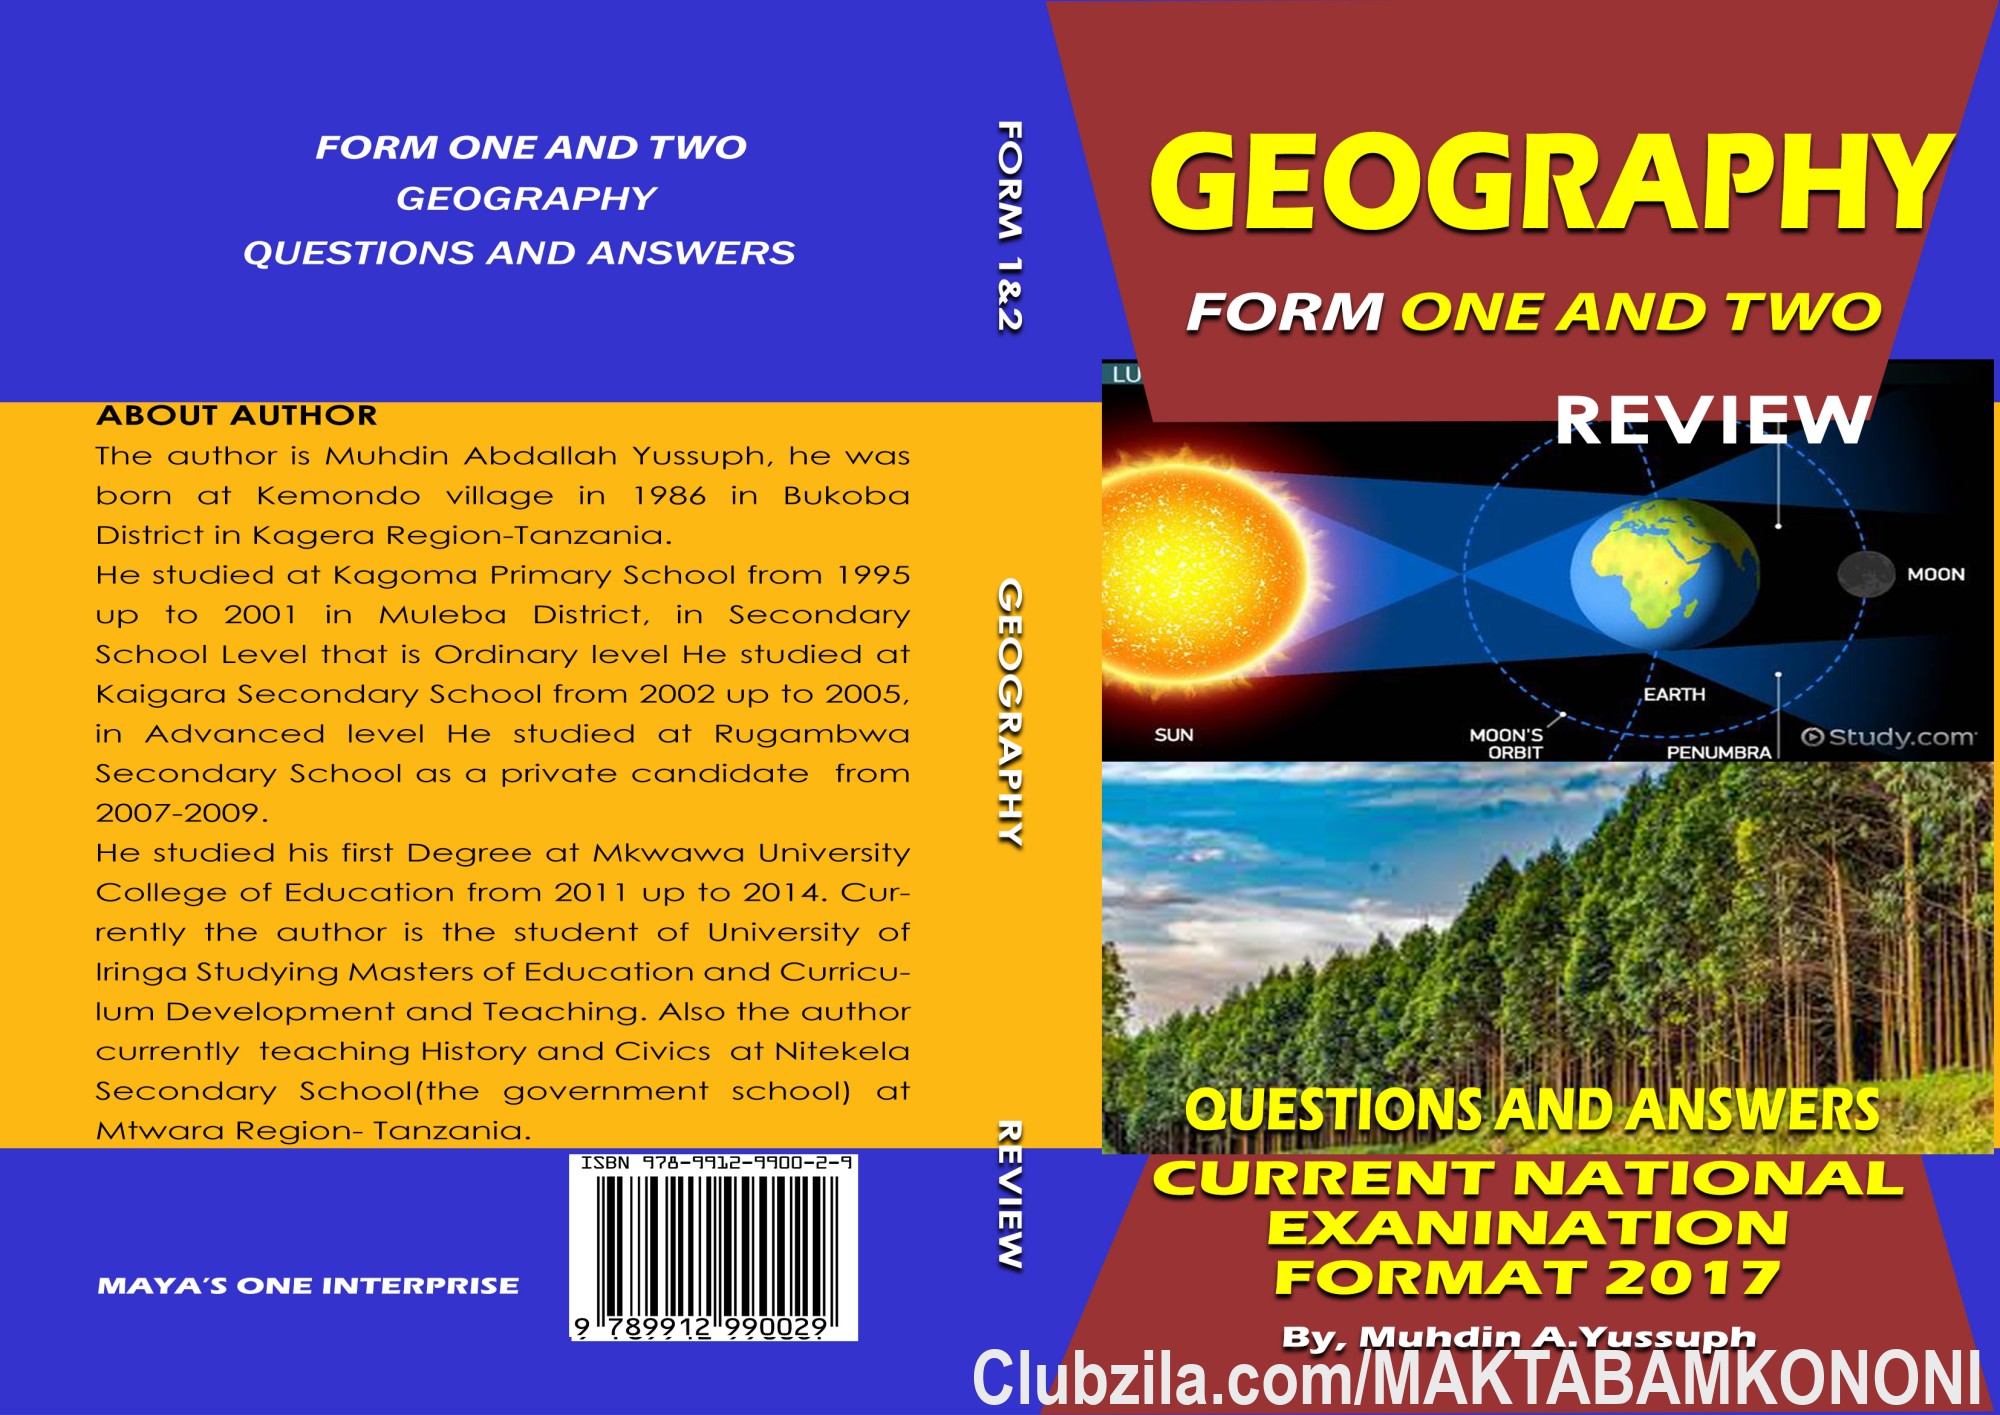 FORM ONE AND TWO
GEOGRAPHY
QUESTIONS AND ANSWERS
ABOUT AUTHOR
The author is Muhdin Abdallah Yussuph, he was
born at Kemondo village in 1986 in Bukoba
District in Kagera Region-Tanzania.
He studied at Kagoma Primary School from 1995
up to 2001 in Muleba District, in Secondary
School Level that is Ordinary level He studied at
Kaigara Secondary School from 2002 up to 2005,
in Advanced level He studied at Rugambwa
Secondary School as a private candidate from
2007-2009.
He studied his first Degree at Mkwawa University
College of Education from 2011 up to 2014. Cur-
rently the author is the student of University of
Iringa Studying Masters of Education and Curricu-
lum Development and Teaching. Also the author
currently teaching History and Civics at Nitekela
Secondary School(the government school) at
Mtwara Region- Tanzania.
ISBN 978-9912-9900-2-9
9 789912 990029
MAYA'S ONE INTERPRISE
FORM 1&2
GEOGRAPHY
REVIEW
GEOGRAPHY
FORM ONE AND TWO
REVIEW
LU
MOON
EARTH
SUN
MOON'S
ORBIT
PENUMBRA
Study.com
QUESTIONS AND ANSWERS
CURRENT NATIONAL
EXANINATION
FORMAT 2017
By, Muhdin A.Yussuph
Clubzila.com/MAKTABAMKONONI